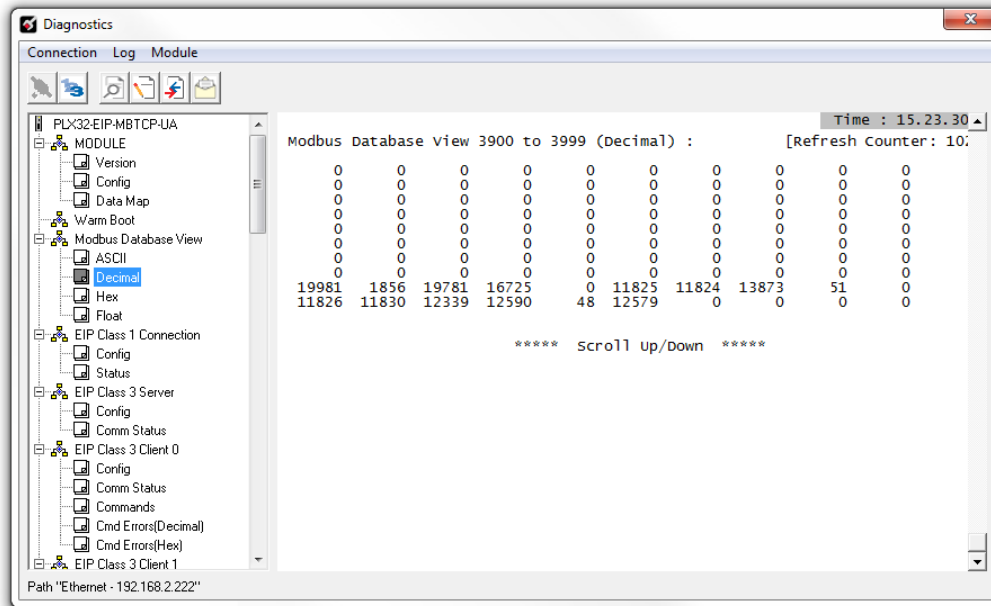 Diagnostics
Connection Log Module
PLX32-EIP-MBTCP-UA
MODULE
Version
Config
Data Map
Warm Boot
Modbus Database View
ASCII
Decimal
Hex
Float
EIP Class 1 Connection
Config
Status
EIP Class 3 Server
Config
Comm Status
EIP Class 3 Client 0
Config
Comm Status
Commands
Cmd Errors(Decimal)
Cmd Errors(Hex)
EIP Class 3 Client 1
Time : 15.23.30
Modbus Database View 3900 to 3999 (Decimal) : [Refresh Counter: 102
0 0 0 0 0 0 0 0 0 0
0 0 0 0 0 0 0 0 0 0
0 0 0 0 0 0 0 0 0 0
0 0 0 0 0 0 0 0 0 0
0 0 0 0 0 0 0 0 0 0
0 0 0 0 0 0 0 0 0 0
0 0 0 0 0 0 0 0 0 0
0 0 0 0 0 0 0 0 0 0
19981 1856 19781 16725 0 11825 11824 13873 51 0
11826 11830 12339 12590 48 12579 0 0 0 0
***** Scroll Up/Down *****
Path "Ethernet - 192.168.2.222"